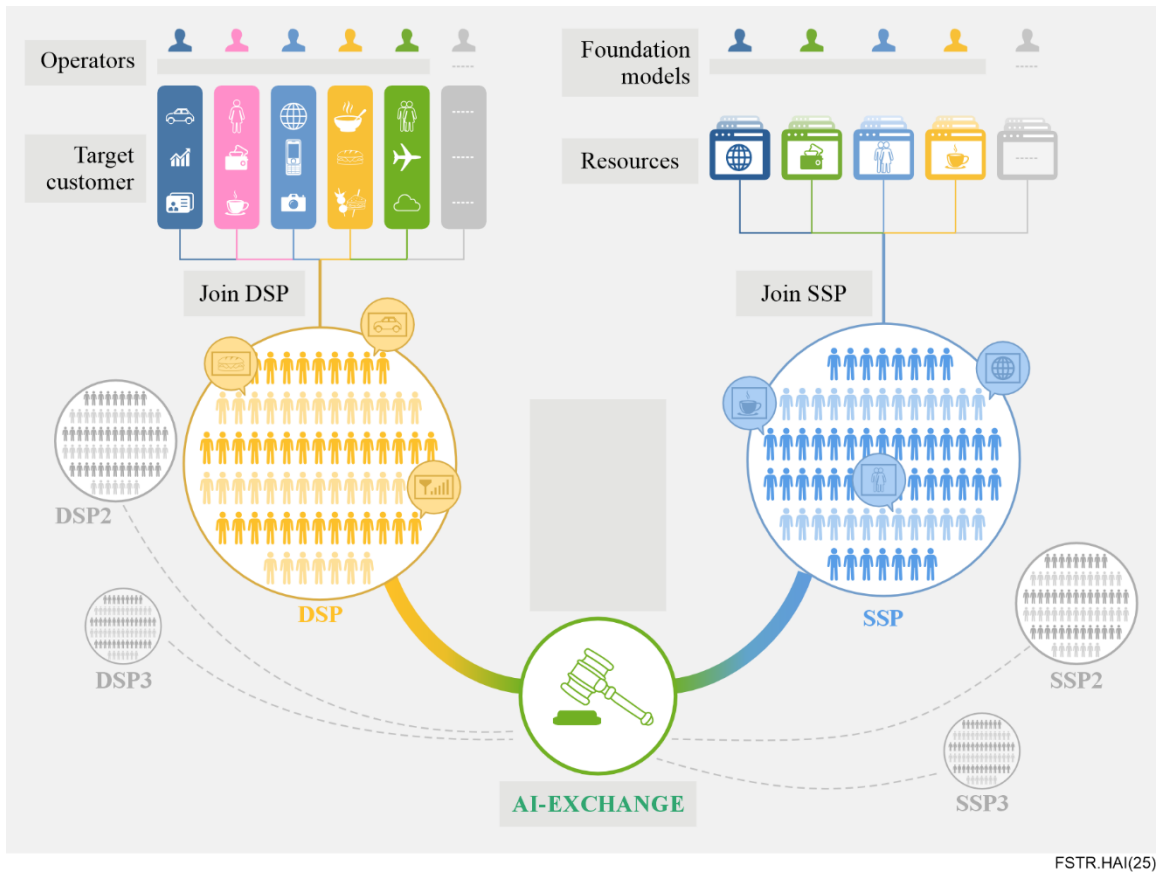 Operators
-----
Foundation
models
-----
Target
customer
-----
-----
-----
Resources
-----
Join DSP
Join SSP
DSP2
DSP
SSP
DSP3
SSP2
SSP3
AI-EXCHANGE
FSTR.HAI(25)